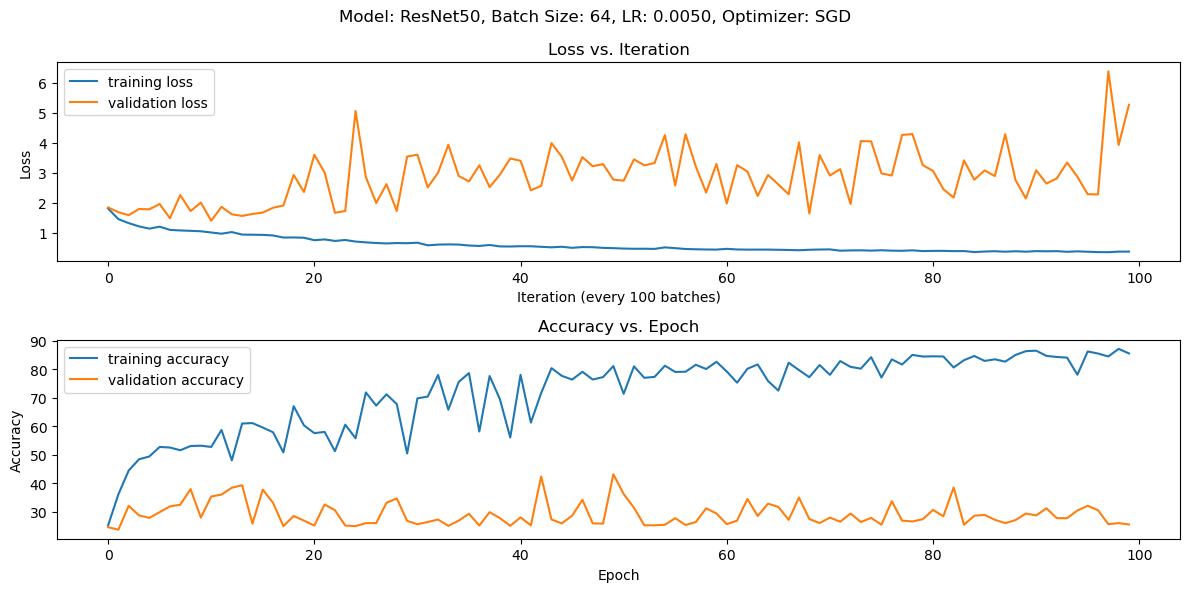 Model: ResNet50, Batch Size: 64, LR: 0.0050, Optimizer: SGD
Loss vs. Iteration
training loss
validation loss
Loss
6
5
4
3
2
1
0 20 40 60 80 100
Iteration (every 100 batches)
Accuracy vs. Epoch
training accuracy
validation accuracy
Accuracy
90
80
70
60
50
40
30
0 20 40 60 80 100
Epoch